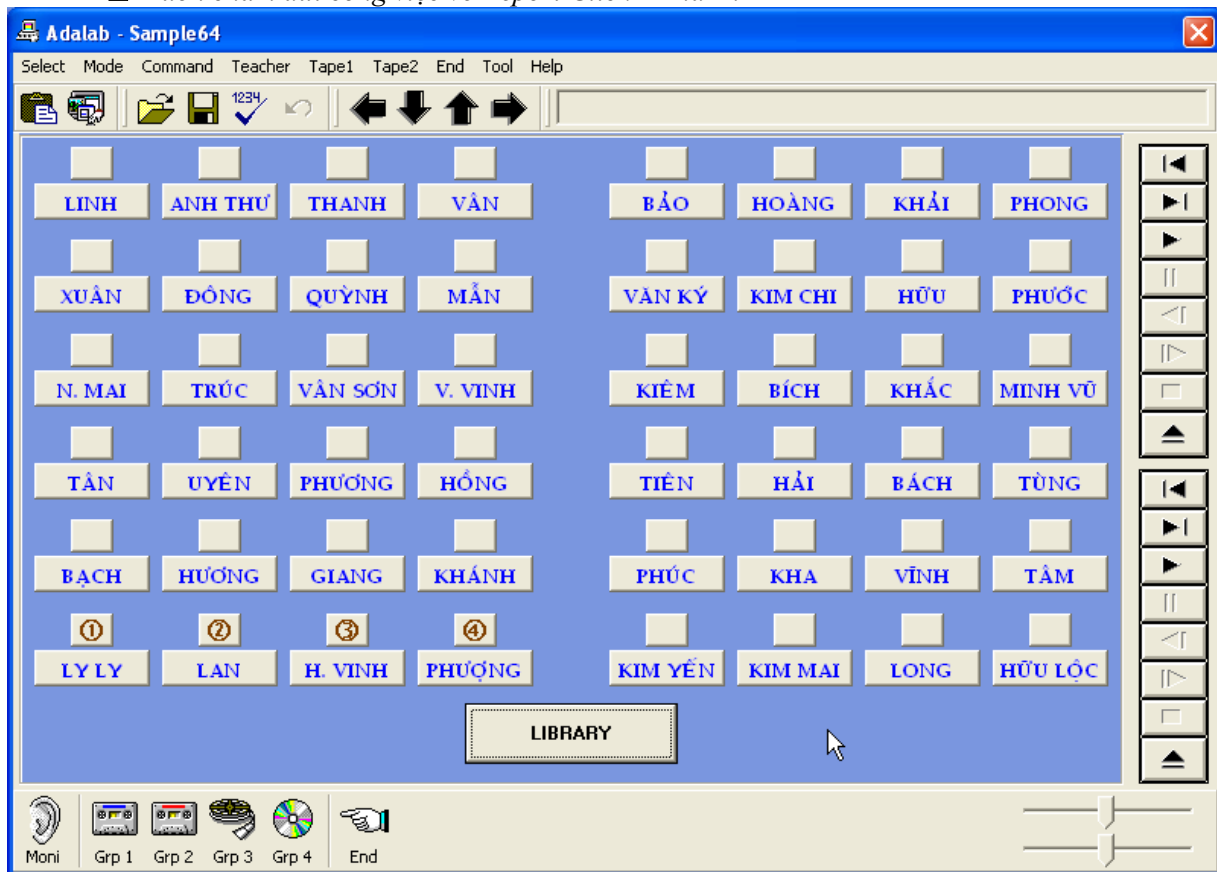 Adalab - Sample64
Select Mode Command Teacher Tape1 Tape2 End Tool Help
1234
LINH ANH THƯ THANH VÂN BẢO HOÀNG KHẢI PHONG
XUÂN ĐÔNG QUỲNH MẪN VĂN KÝ KIM CHI HỮU PHƯỚC
N. MAI TRÚC VÂN SƠN V. VINH KIÊM BÍCH KHẮC MINH VŨ
TÂN UYÊN PHƯƠNG HỒNG TIÊN HẢI BÁCH TÙNG
BẠCH HƯƠNG GIANG KHÁNH PHÚC KHA VĨNH TÂM
① ② ③ ④
LY LY LAN H. VINH PHƯỢNG KIM YẾN KIM MAI LONG HỮU LỘC
LIBRARY
Moni Grp 1 Grp 2 Grp 3 Grp 4 End